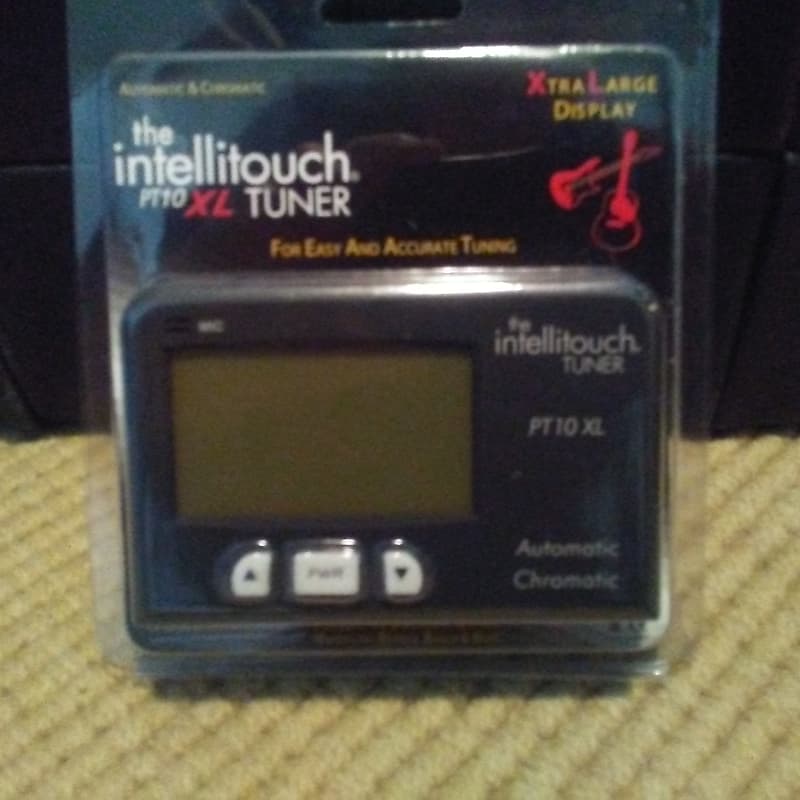 AUTOMATIC & CHROMATIC
XTRA LARGE
DISPLAY
the
intellitouch®
PT10 XL TUNER
FOR EASY AND ACCURATE TUNING
MIC
the
intellitouch
TUNER
PT10 XL
Automatic
Chromatic
▲ PWR ▼